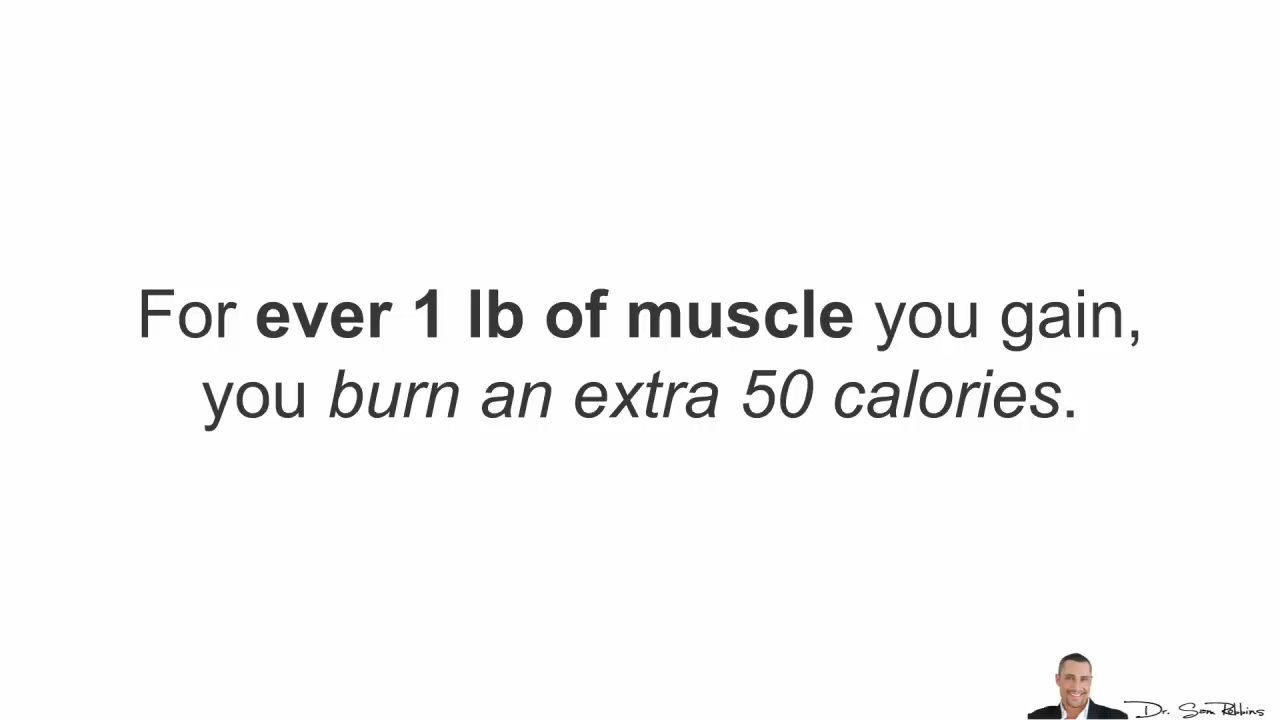 For ever 1 lb of muscle you gain,
you burn an extra 50 calories.
Dr. Sam Robbins